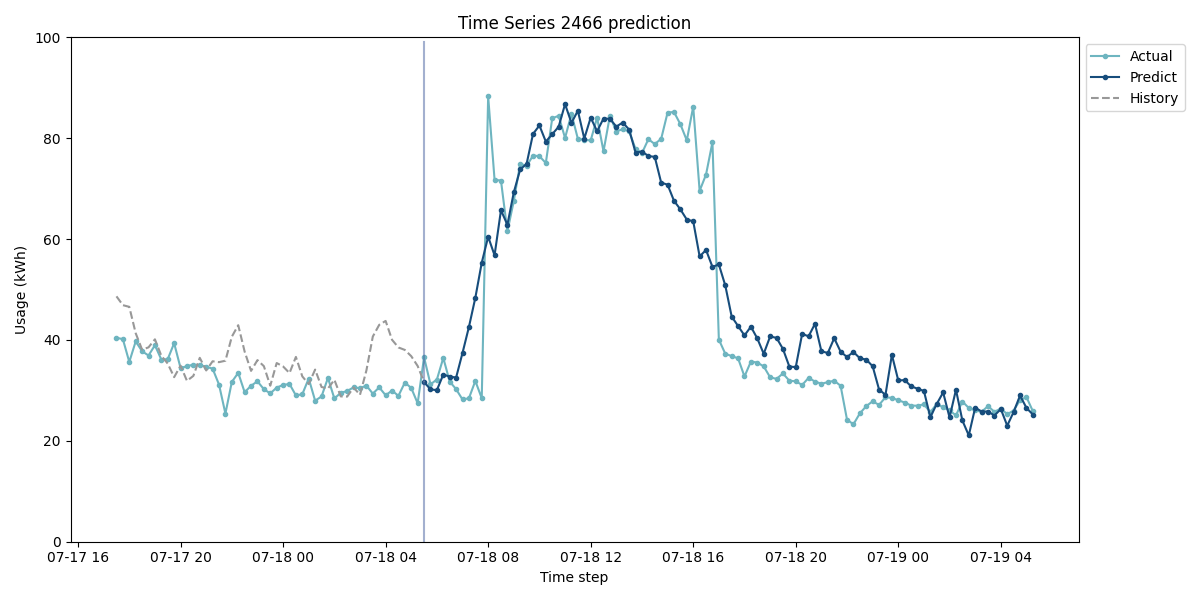 Time Series 2466 prediction
100
80
60
40
20
0
Usage (kWh)
07-17 16
07-17 20
07-18 00
07-18 04
07-18 08
07-18 12
07-18 16
07-18 20
07-19 00
07-19 04
Time step
Actual
Predict
History